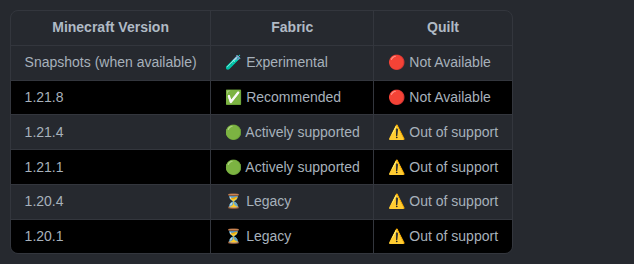 Minecraft Version Fabric Quilt
Snapshots (when available) 🧪 Experimental 🔴 Not Available
1.21.8 ✅ Recommended 🔴 Not Available
1.21.4 🟢 Actively supported ⚠️ Out of support
1.21.1 🟢 Actively supported ⚠️ Out of support
1.20.4 ⏳ Legacy ⚠️ Out of support
1.20.1 ⏳ Legacy ⚠️ Out of support